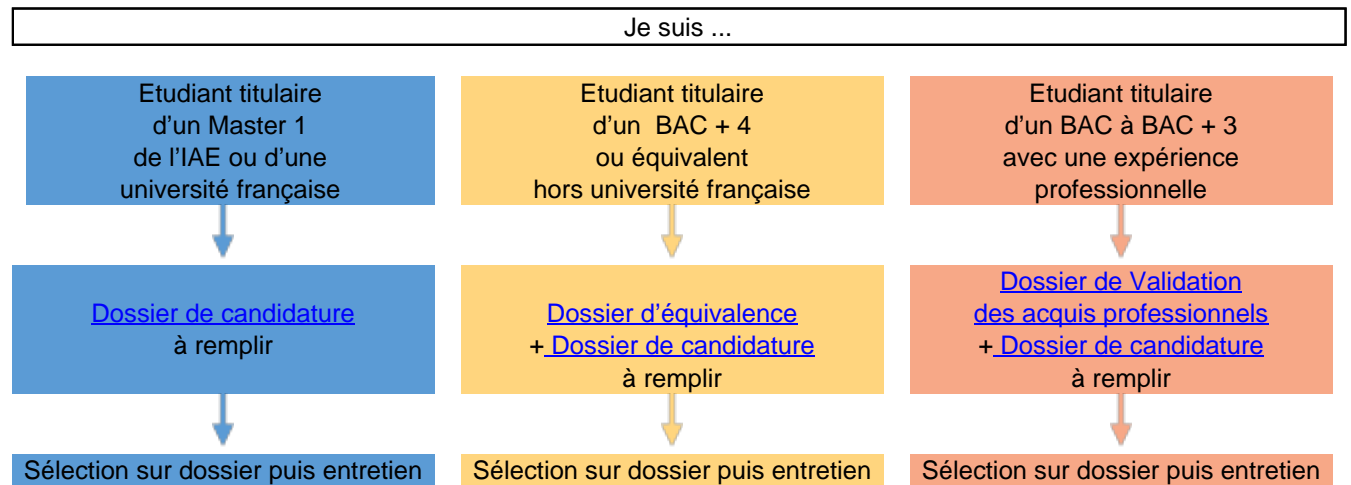 Je suis ...
Etudiant titulaire
d'un Master 1
de l'IAE ou d'une
université française
Dossier de candidature
à remplir
Sélection sur dossier puis entretien
Etudiant titulaire
d'un BAC + 4
ou équivalent
hors université française
Dossier d'équivalence
+ Dossier de candidature
à remplir
Sélection sur dossier puis entretien
Etudiant titulaire
d'un BAC à BAC + 3
avec une expérience
professionnelle
Dossier de Validation
des acquis professionnels
+ Dossier de candidature
à remplir
Sélection sur dossier puis entretien